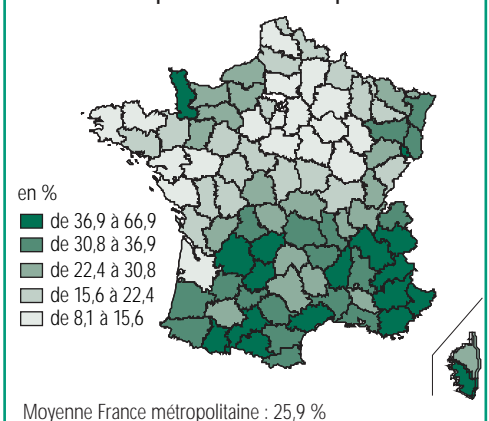 en %
de 36,9 à 66,9
de 30,8 à 36,9
de 22,4 à 30,8
de 15,6 à 22,4
de 8,1 à 15,6
Moyenne France métropolitaine : 25,9 %